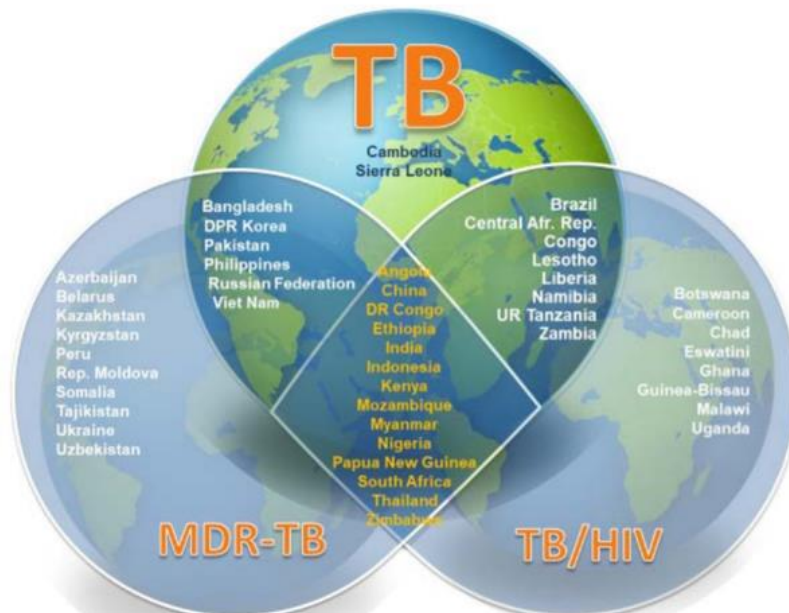 TB
Cambodia
Sierra Leone
Bangladesh
DPR Korea
Pakistan
Philippines
Russian Federation
Viet Nam
Brazil
Central Afr. Rep.
Congo
Lesotho
Liberia
Namibia
UR Tanzania
Zambia
Azerbaijan
Belarus
Kazakhstan
Kyrgyzstan
Peru
Rep. Moldova
Somalia
Tajikistan
Ukraine
Uzbekistan
Angola
China
DR Congo
Ethiopia
India
Indonesia
Kenya
Mozambique
Myanmar
Nigeria
Papua New Guinea
South Africa
Thailand
Zimbabwe
Botswana
Cameroon
Chad
Eswatini
Ghana
Guinea-Bissau
Malawi
Uganda
MDR-TB
TB/HIV